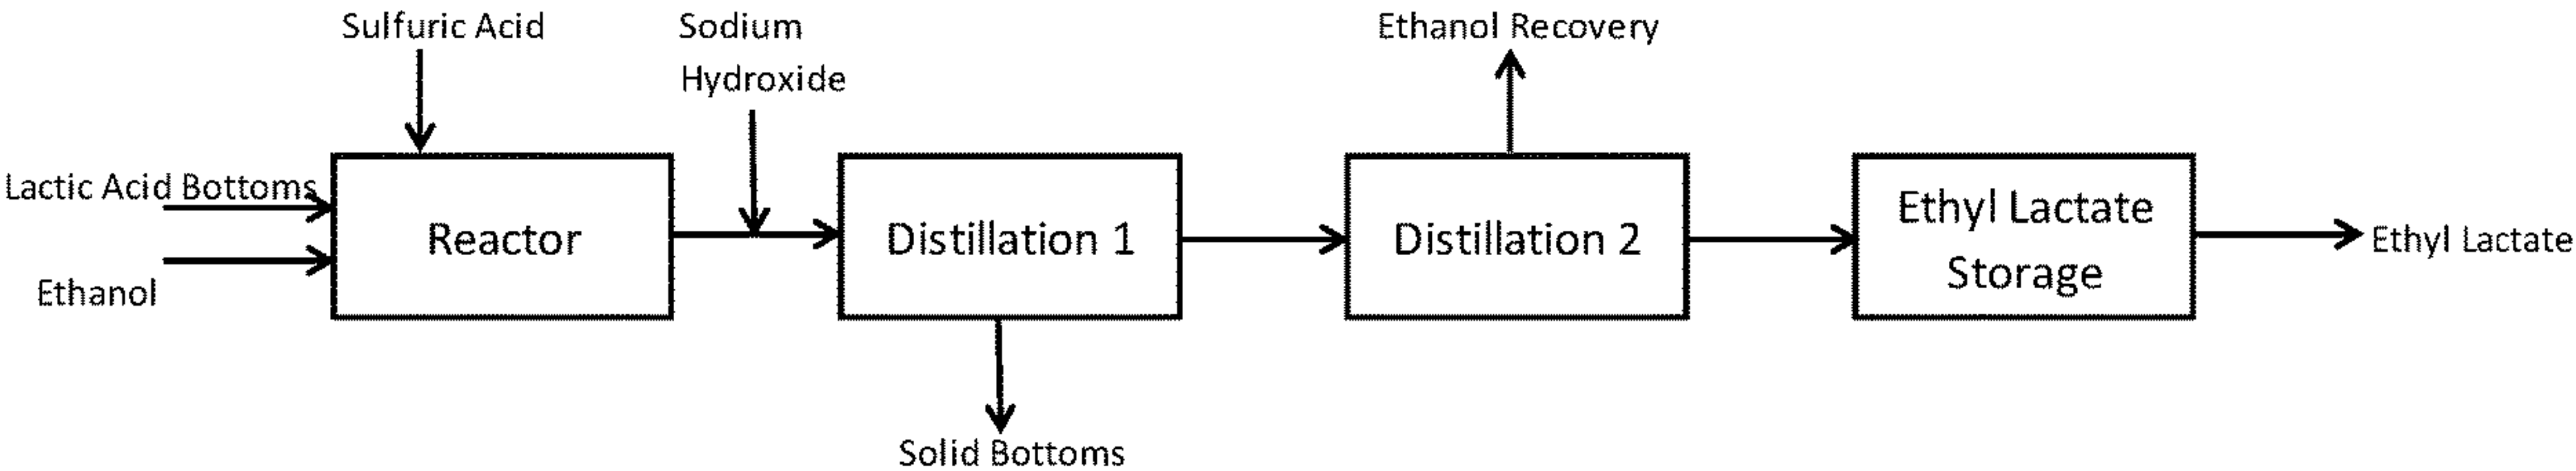 Sulfuric Acid
Sodium
Hydroxide
Ethanol Recovery
Lactic Acid Bottoms
Ethanol
Reactor
Distillation 1
Distillation 2
Ethyl Lactate
Storage
Ethyl Lactate
Solid Bottoms